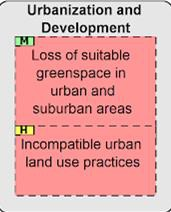 Urbanization and
Development
M
Loss of suitable
greenspace in
urban and
suburban areas
H
Incompatible urban
land use practices